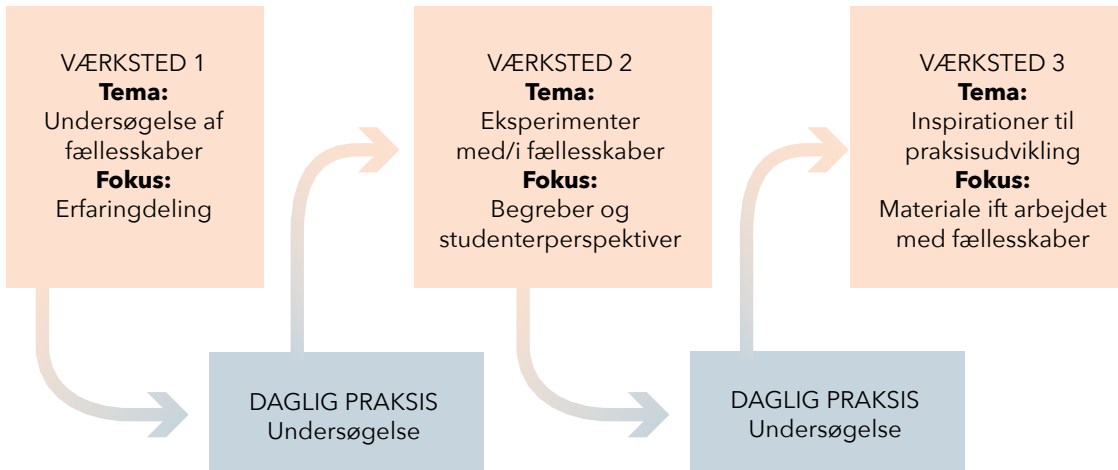 VÆRKSTED 1
Tema:
Undersøgelse af
fællesskaber
Fokus:
Erfaringdeling
DAGLIG PRAKSIS
Undersøgelse
VÆRKSTED 2
Tema:
Eksperimenter
med/i fællesskaber
Fokus:
Begreber og
studenterperspektiver
DAGLIG PRAKSIS
Undersøgelse
VÆRKSTED 3
Tema:
Inspirationer til
praksisudvikling
Fokus:
Materiale ift arbejdet
med fællesskaber